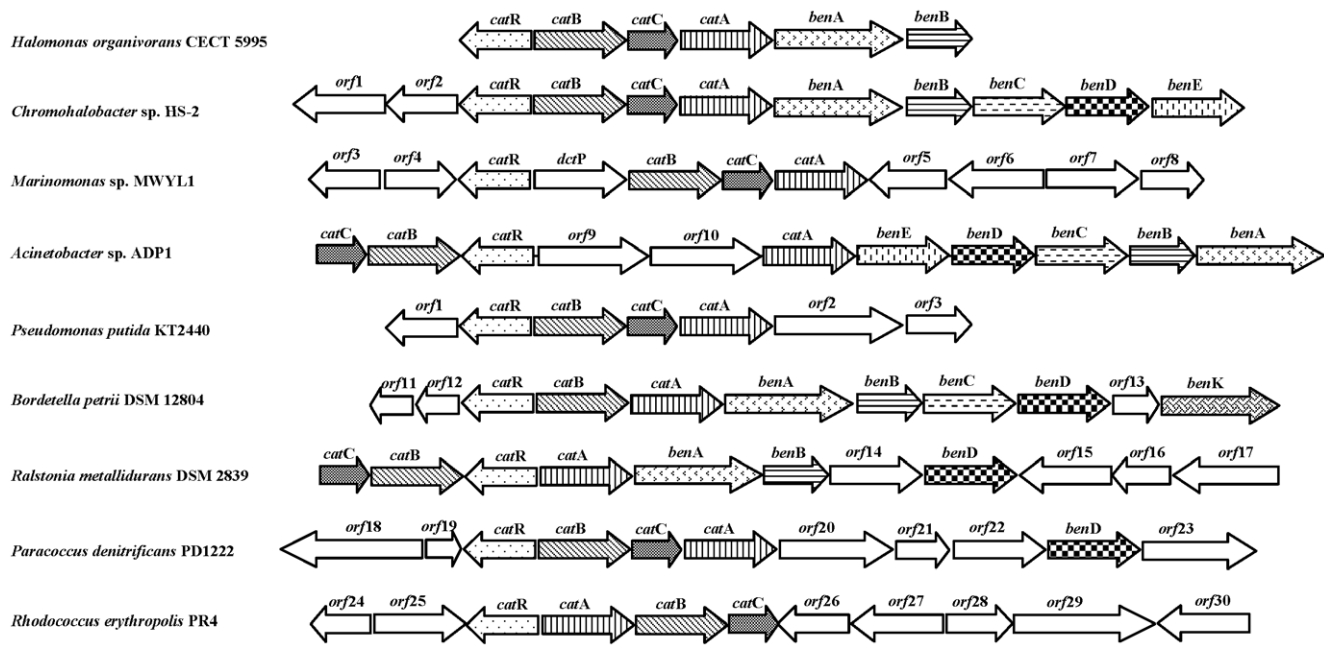 catR catB catC catA benA benB
Halomonas organivorans CECT 5995
orf1 orf2 catR catB catC catA benA benB benC benD benE
Chromohalobacter sp. HS-2
orf3 orf4 catR dctP catB catC catA orf5 orf6 orf7 orf8
Marinomonas sp. MWYL1
catC catB catR orf9 orf10 catA benE benD benC benB benA
Acinetobacter sp. ADP1
orf1 catR catB catC catA orf2 orf3
Pseudomonas putida KT2440
orf11 orf12 catR catB catA benA benB benC benD orf13 benK
Bordetella petrii DSM 12804
catC catB catR catA benA benB orf14 benD orf15 orf16 orf17
Ralstonia metallidurans DSM 2839
orf18 orf19 catR catB catC catA orf20 orf21 orf22 benD orf23
Paracoccus denitrificans PD1222
orf24 orf25 catR catA catB catC orf26 orf27 orf28 orf29 orf30
Rhodococcus erythropolis PR4